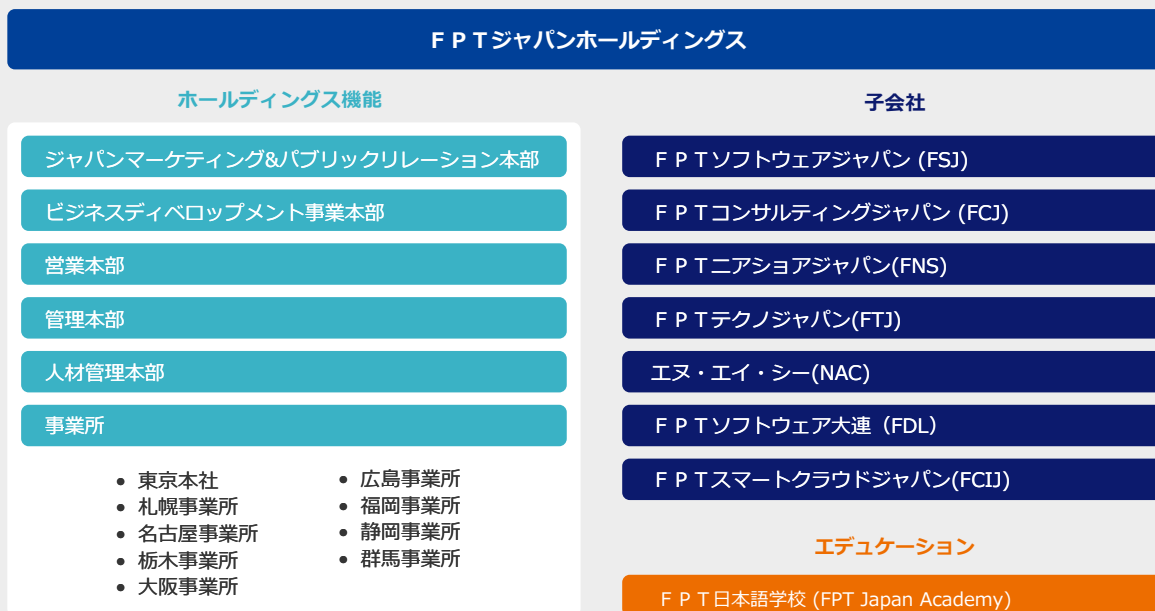 ＦＰＴジャパンホールディングス
ホールディングス機能
ジャパンマーケティング&パブリックリレーション本部
ビジネスディベロップメント事業本部
営業本部
管理本部
人材管理本部
事業所
• 東京本社
• 札幌事業所
• 名古屋事業所
• 栃木事業所
• 大阪事業所
• 広島事業所
• 福岡事業所
• 静岡事業所
• 群馬事業所
子会社
ＦＰＴソフトウェアジャパン (FSJ)
ＦＰＴコンサルティングジャパン (FCJ)
ＦＰＴニアショアジャパン(FNS)
ＦＰＴテクノジャパン(FTJ)
エヌ・エイ・シー(NAC)
ＦＰＴソフトウェア大連（FDL）
ＦＰＴスマートクラウドジャパン(FCIJ)
エデュケーション
ＦＰＴ日本語学校 (FPT Japan Academy)